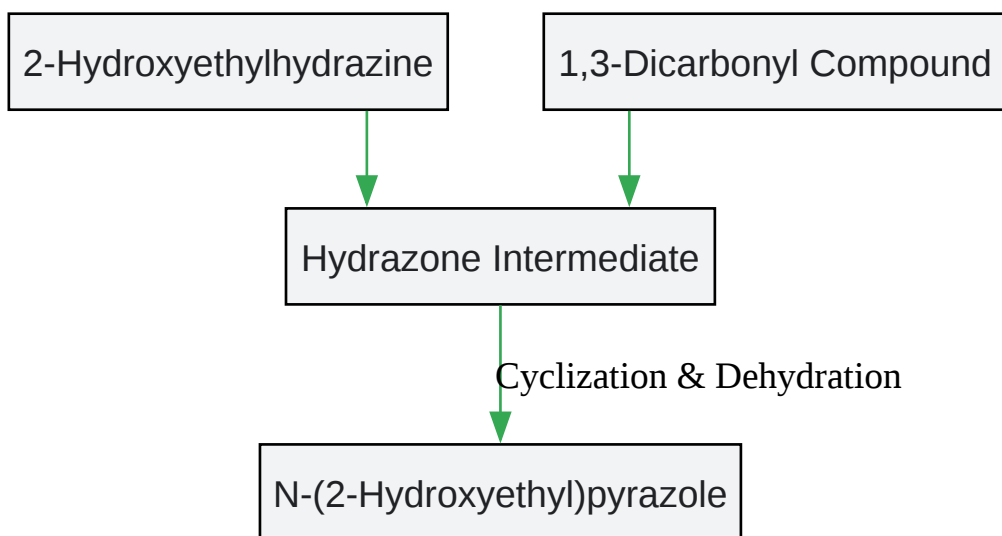 2-Hydroxyethylhydrazine
1,3-Dicarbonyl Compound
Hydrazone Intermediate
Cyclization & Dehydration
N-(2-Hydroxyethyl)pyrazole